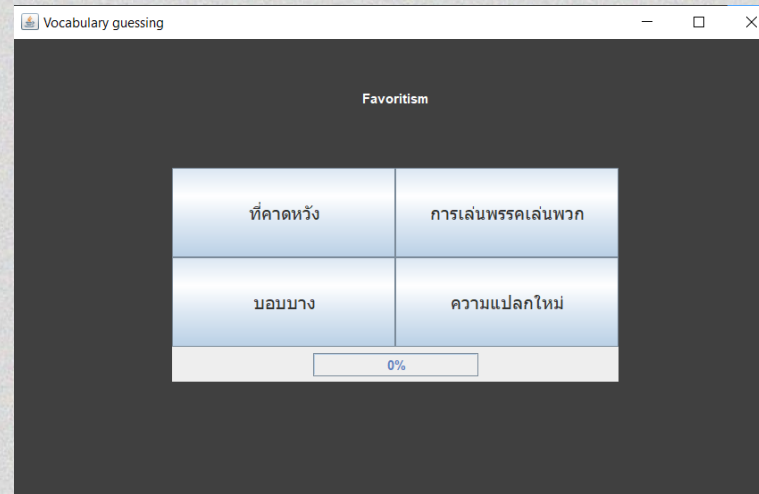 Vocabulary guessing
Favoritism
ที่คาดหวัง
การเล่นพรรคเล่นพวก
บอบบาง
ความแปลกใหม่
0%